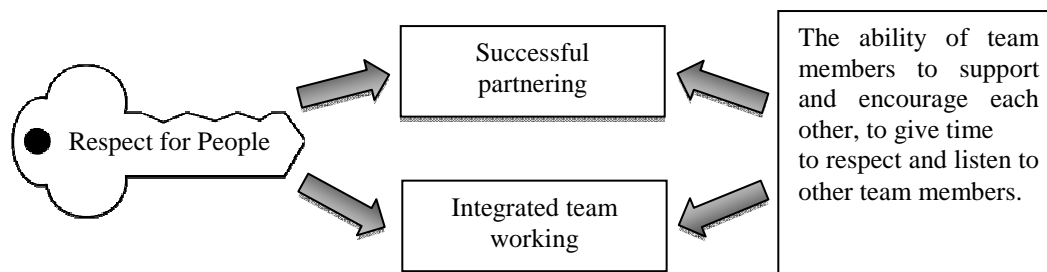 Respect for People
Successful
partnering
Integrated team
working
The ability of team
members to support
and encourage each
other, to give time
to respect and listen to
other team members.